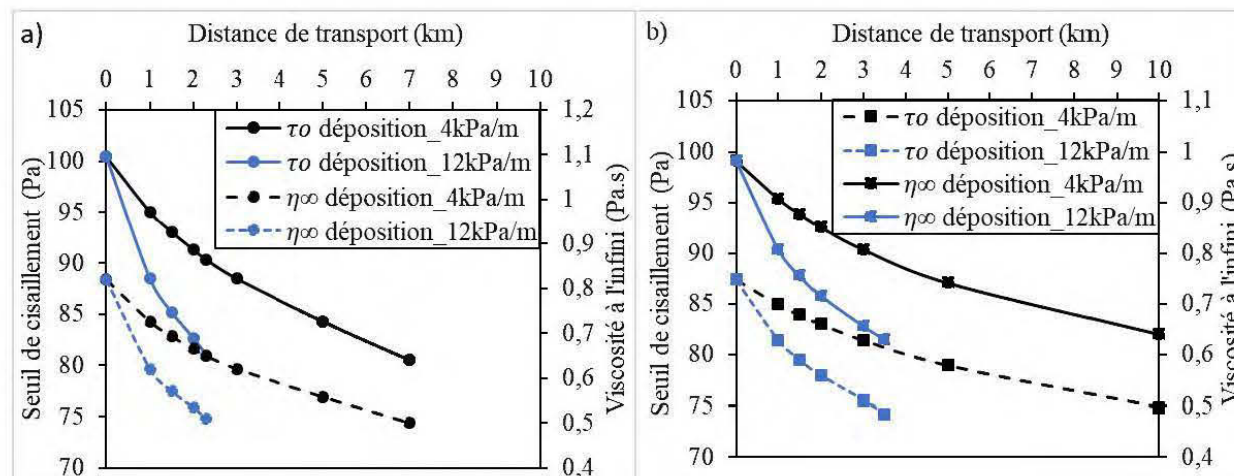 a)
Distance de transport (km)
0 1 2 3 4 5 6 7 8 9 10
Seuil de cisaillement (Pa)
105
100
95
90
85
80
75
70
τo déposition_4kPa/m
τo déposition_12kPa/m
η∞ déposition_4kPa/m
η∞ déposition_12kPa/m
1,2
1,1
1
0,9
0,8
0,7
0,6
0,5
0,4
Viscosité à l'infini (Pa.s)
b)
Distance de transport (km)
0 1 2 3 4 5 6 7 8 9 10
Seuil de cisaillement (Pa)
105
100
95
90
85
80
75
70
τo déposition_4kPa/m
τo déposition_12kPa/m
η∞ déposition_4kPa/m
η∞ déposition_12kPa/m
1,1
1
0,9
0,8
0,7
0,6
0,5
0,4
Viscosité à l'infini (Pa.s)